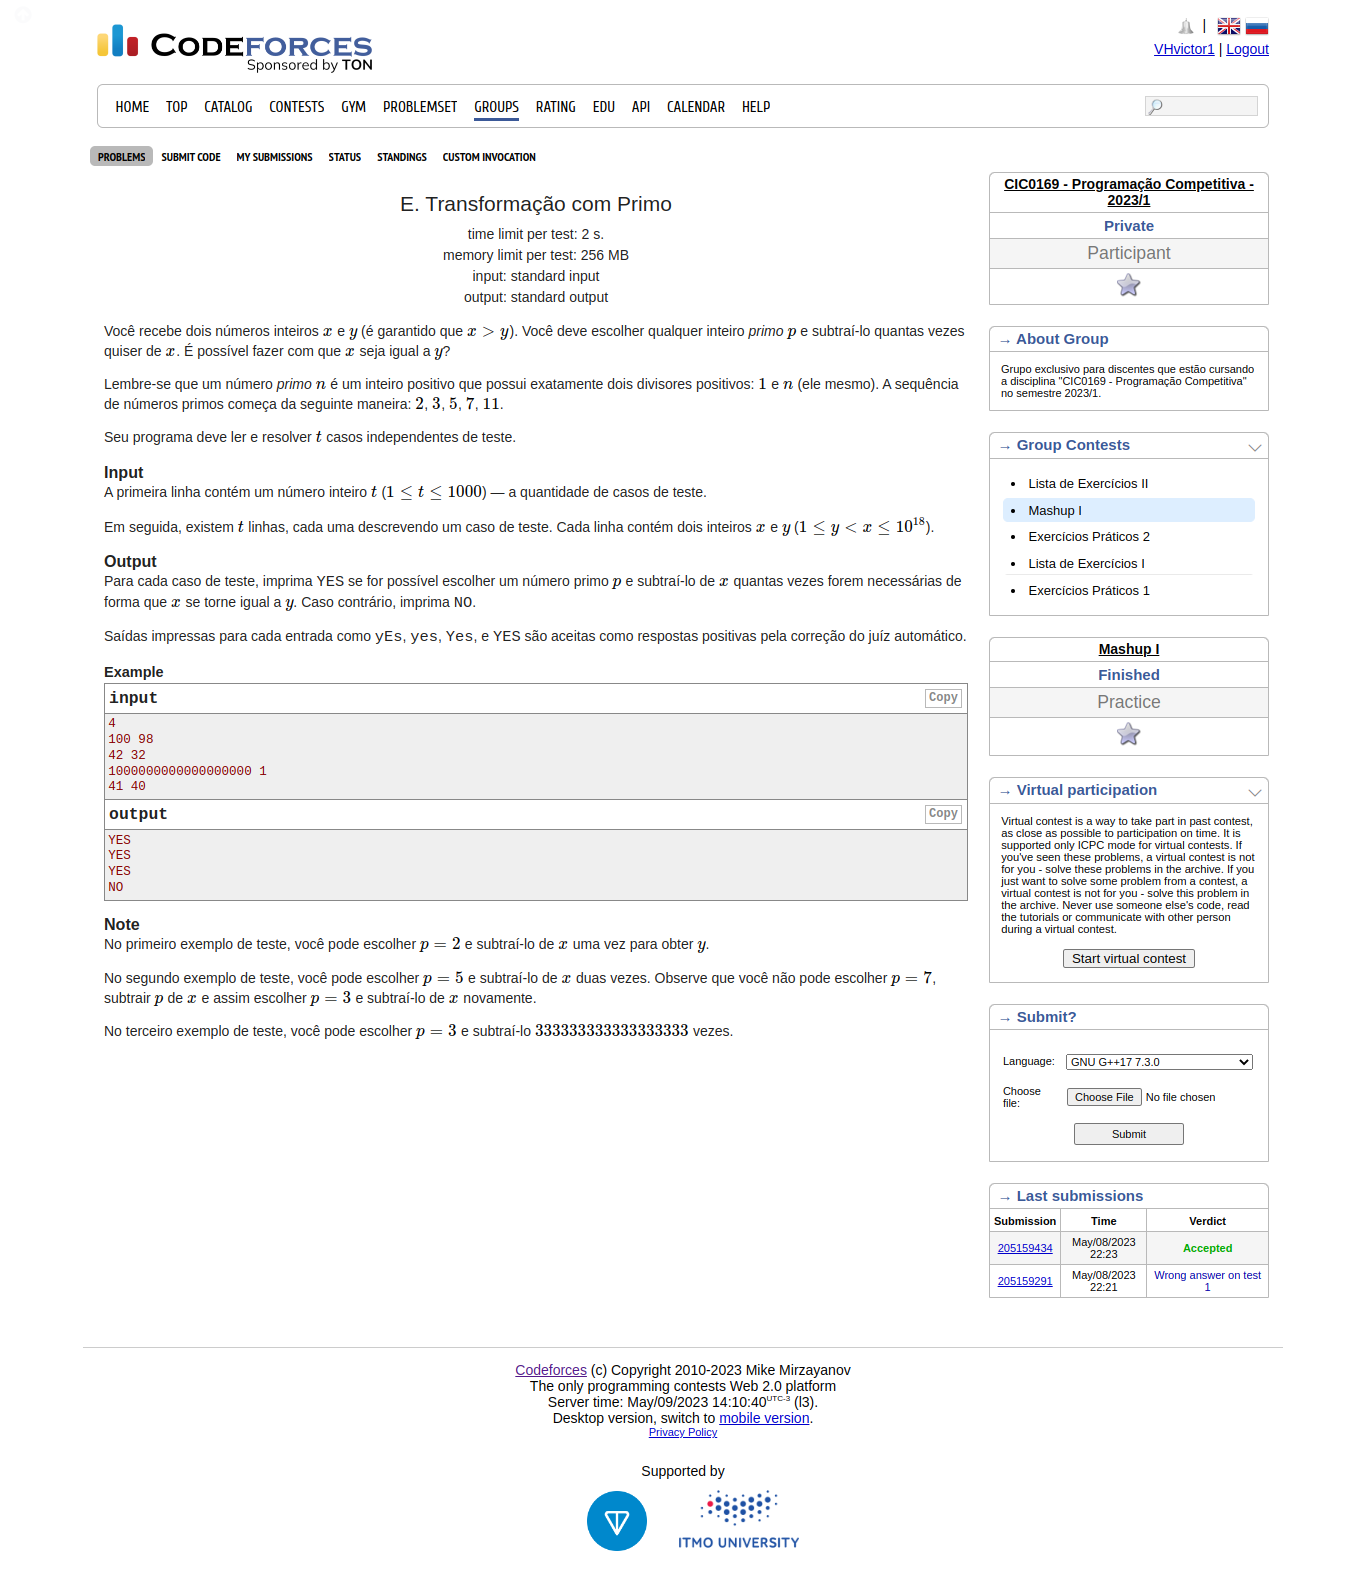 CODEFORCES
Sponsored by TON
|
VHvictor1 | Logout
HOME TOP CATALOG CONTESTS GYM PROBLEMSET GROUPS RATING EDU API CALENDAR HELP
PROBLEMS SUBMIT CODE MY SUBMISSIONS STATUS STANDINGS CUSTOM INVOCATION
E. Transformação com Primo
time limit per test: 2 s.
memory limit per test: 256 MB
input: standard input
output: standard output
Você recebe dois números inteiros x e y (é garantido que x > y). Você deve escolher qualquer inteiro primo p e subtraí-lo quantas vezes
quiser de x. É possível fazer com que x seja igual a y?
Lembre-se que um número primo n é um inteiro positivo que possui exatamente dois divisores positivos: 1 e n (ele mesmo). A sequência
de números primos começa da seguinte maneira: 2, 3, 5, 7, 11.
Seu programa deve ler e resolver t casos independentes de teste.
Input
A primeira linha contém um número inteiro t (1 ≤ t ≤ 1000) — a quantidade de casos de teste.
Em seguida, existem t linhas, cada uma descrevendo um caso de teste. Cada linha contém dois inteiros x e y (1 ≤ y < x ≤ 10^18).
Output
Para cada caso de teste, imprima YES se for possível escolher um número primo p e subtraí-lo de x quantas vezes forem necessárias de
forma que x se torne igual a y. Caso contrário, imprima NO.
Saídas impressas para cada entrada como yEs, yes, Yes, e YES são aceitas como respostas positivas pela correção do juíz automático.
Example
input Copy
4
100 98
42 32
1000000000000000000 1
41 40
output Copy
YES
YES
YES
NO
Note
No primeiro exemplo de teste, você pode escolher p = 2 e subtraí-lo de x uma vez para obter y.
No segundo exemplo de teste, você pode escolher p = 5 e subtraí-lo de x duas vezes. Observe que você não pode escolher p = 7,
subtrair p de x e assim escolher p = 3 e subtraí-lo de x novamente.
No terceiro exemplo de teste, você pode escolher p = 3 e subtraí-lo 333333333333333333 vezes.
CIC0169 - Programação Competitiva -
2023/1
Private
Participant
→ About Group
Grupo exclusivo para discentes que estão cursando
a disciplina "CIC0169 - Programação Competitiva"
no semestre 2023/1.
→ Group Contests
Lista de Exercícios II
Mashup I
Exercícios Práticos 2
Lista de Exercícios I
Exercícios Práticos 1
Mashup I
Finished
Practice
→ Virtual participation
Virtual contest is a way to take part in past contest,
as close as possible to participation on time. It is
supported only ICPC mode for virtual contests. If
you've seen these problems, a virtual contest is not
for you - solve these problems in the archive. If you
just want to solve some problem from a contest, a
virtual contest is not for you - solve this problem in
the archive. Never use someone else's code, read
the tutorials or communicate with other person
during a virtual contest.
Start virtual contest
→ Submit?
Language: GNU G++17 7.3.0
Choose
file: Choose File No file chosen
Submit
→ Last submissions
Submission Time Verdict
205159434 May/08/2023 22:23 Accepted
205159291 May/08/2023 22:21 Wrong answer on test 1
Codeforces (c) Copyright 2010-2023 Mike Mirzayanov
The only programming contests Web 2.0 platform
Server time: May/09/2023 14:10:40UTC-3 (l3).
Desktop version, switch to mobile version.
Privacy Policy
Supported by
ITMO UNIVERSITY